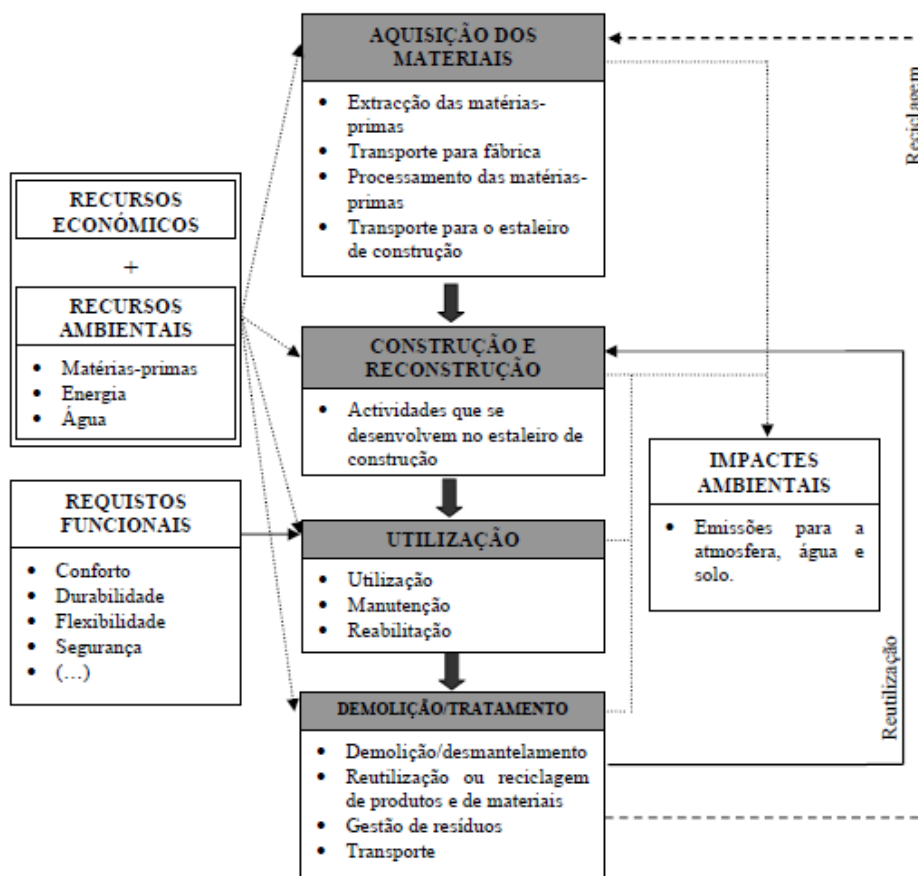 AQUISIÇÃO DOS
MATERIAIS
• Extracção das matérias-
primas
• Transporte para fábrica
• Processamento das matérias-
primas
• Transporte para o estaleiro
de construção
RECURSOS
ECONÓMICOS
+
RECURSOS
AMBIENTAIS
• Matérias-primas
• Energia
• Água
CONSTRUÇÃO E
RECONSTRUÇÃO
• Actividades que se
desenvolvem no estaleiro de
construção
REQUISTOS
FUNCIONAIS
• Conforto
• Durabilidade
• Flexibilidade
• Segurança
• (…)
UTILIZAÇÃO
• Utilização
• Manutenção
• Reabilitação
DEMOLIÇÃO/TRATAMENTO
• Demolição/desmantelamento
• Reutilização ou reciclagem
de produtos e de materiais
• Gestão de resíduos
• Transporte
IMPACTES
AMBIENTAIS
• Emissões para a
atmosfera, água e
solo.
Reciclagem
Reutilização